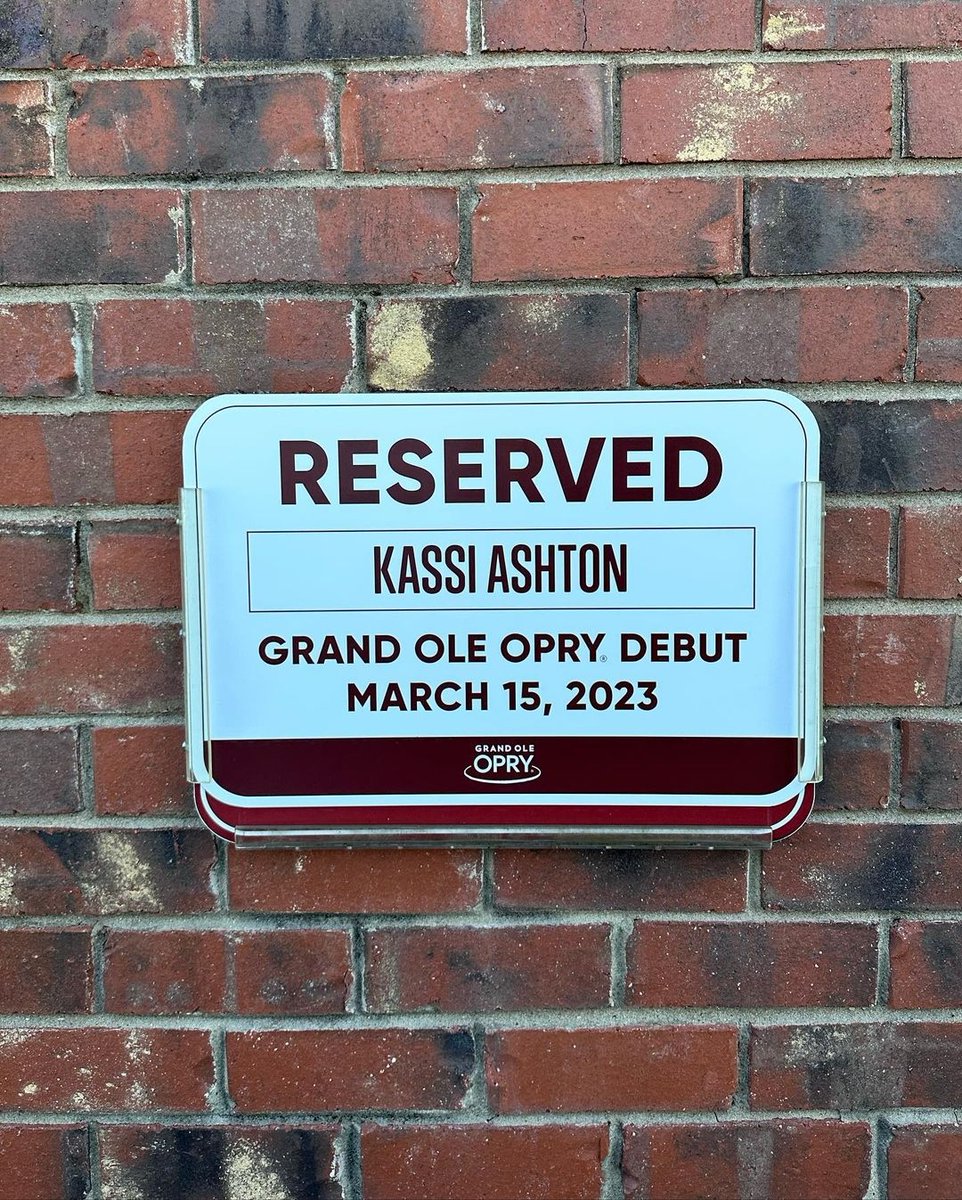 RESERVED
KASSI ASHTON
GRAND OLE OPRY® DEBUT
MARCH 15, 2023
GRAND OLE
OPRY®